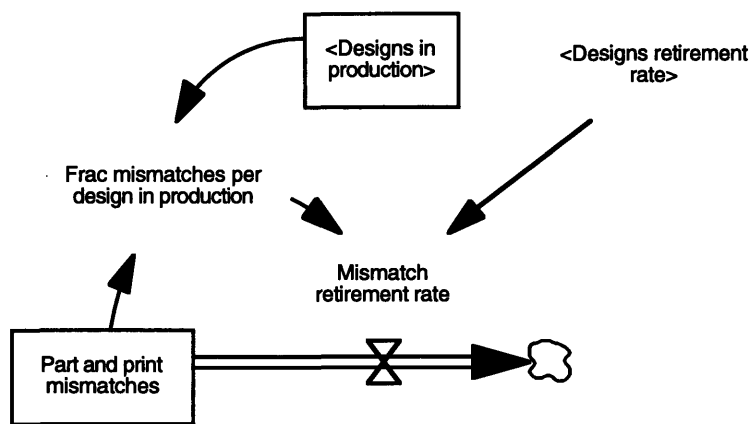 <Designs in
production>
<Designs retirement
rate>
Frac mismatches per
design in production
Mismatch
retirement rate
Part and print
mismatches